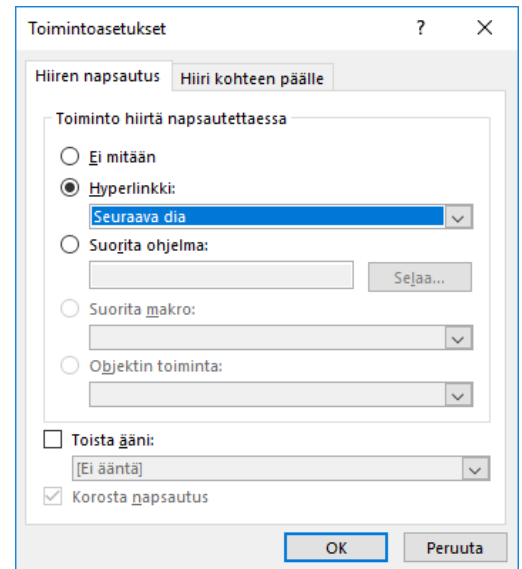 Toimintoasetukset
Hiiren napsautus Hiiri kohteen päälle
Toiminto hiirtä napsautettaessa
Ei mitään
Hyperlinkki:
Seuraava dia
Suorita ohjelma:
Selaa...
Suorita makro:
Objektin toiminta:
Toista ääni:
[Ei ääntä]
Korosta napsautus
OK Peruuta